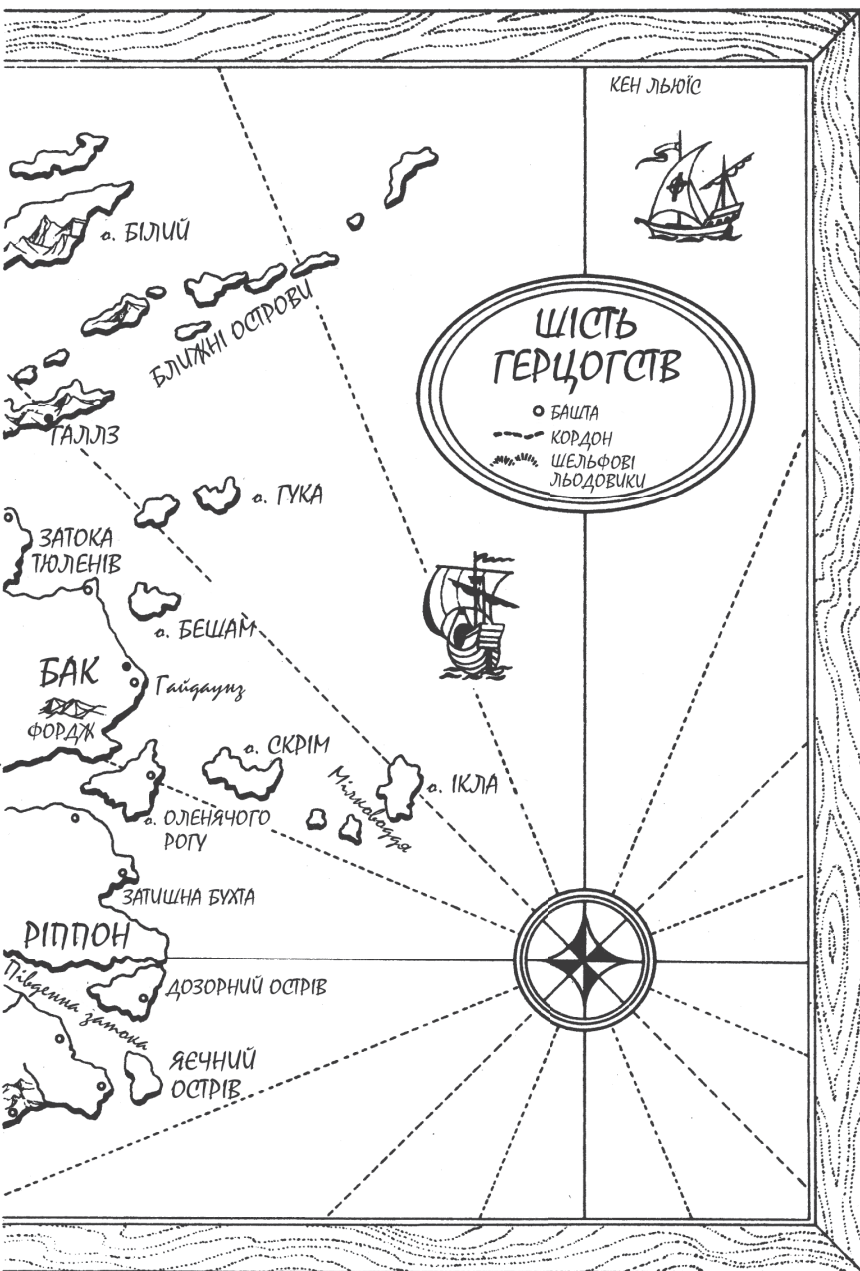 КЕН ЛЬЮЇС
о. БІЛИЙ
БЛИЖНІ ОСТРОВИ
ШІСТЬ
ГЕРЦОГСТВ
БАШТА
КОРДОН
ШЕЛЬФОВІ
ЛЬОДОВИКИ
ГАЛЛЗ
о. ГУКА
ЗАТОКА
ТЮЛЕНІВ
о. БЕШАМ
БАК
Гайдаунз
ФОРДЖ
о. СКРІМ
Мілководдя
о. ІКЛА
о. ОЛЕНЯЧОГО
РОГУ
ЗАТИШНА БУХТА
РІППОН
Південна затока
ДОЗОРНИЙ ОСТРІВ
ЯЄЧНИЙ
ОСТРІВ